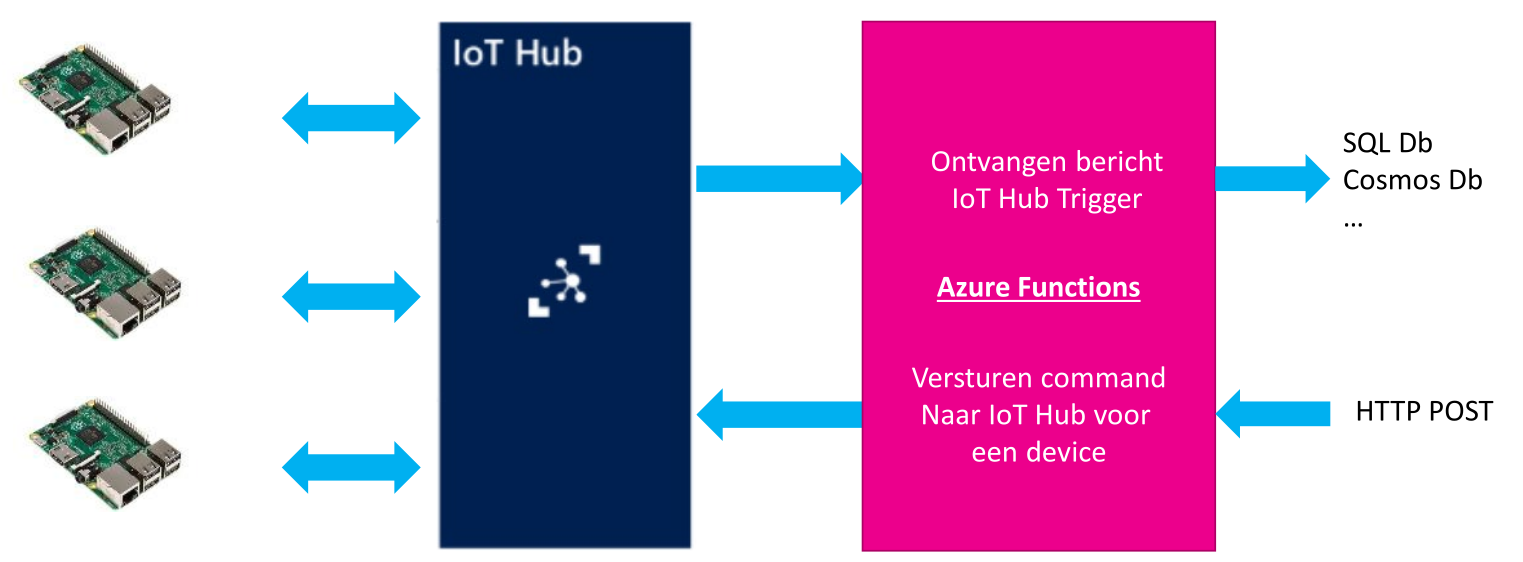 IoT Hub
Ontvangen bericht
IoT Hub Trigger
Azure Functions
Versturen command
Naar IoT Hub voor
een device
SQL Db
Cosmos Db
...
HTTP POST